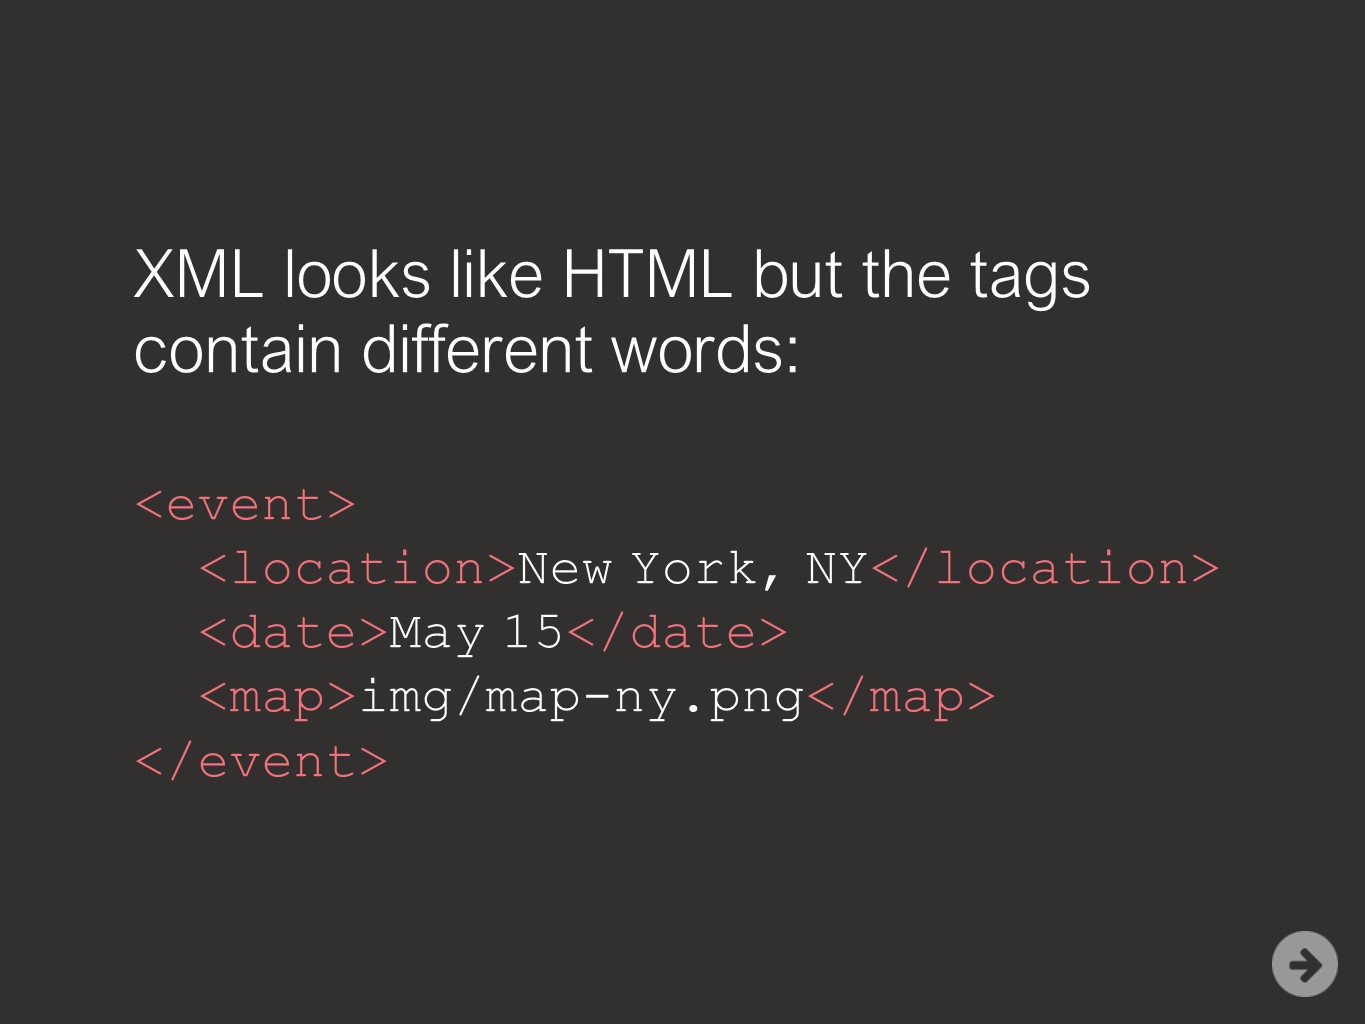 XML looks like HTML but the tags
contain different words:
<event>
<location>New York, NY</location>
<date>May 15</date>
<map>img/map-ny.png</map>
</event>